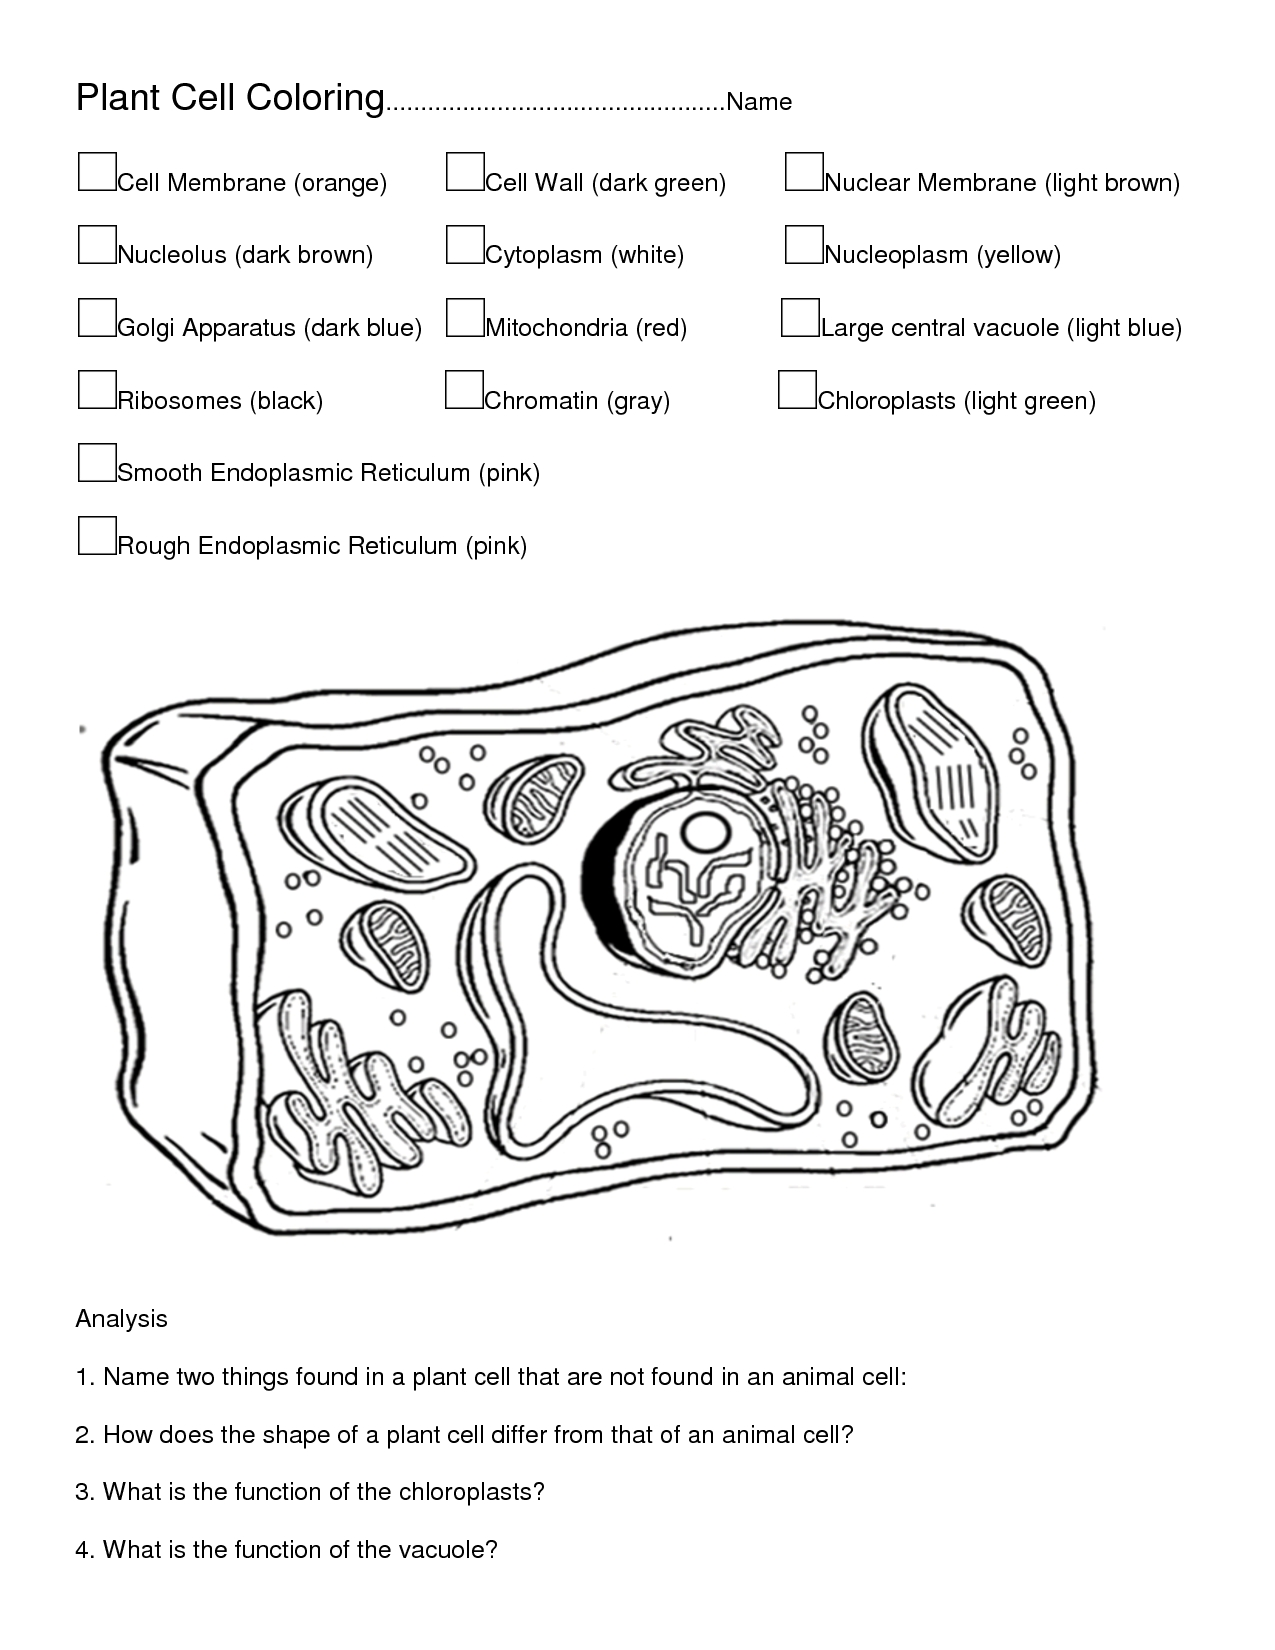 Plant Cell Coloring.................................................Name
Cell Membrane (orange) Cell Wall (dark green) Nuclear Membrane (light brown)
Nucleolus (dark brown) Cytoplasm (white) Nucleoplasm (yellow)
Golgi Apparatus (dark blue) Mitochondria (red) Large central vacuole (light blue)
Ribosomes (black) Chromatin (gray) Chloroplasts (light green)
Smooth Endoplasmic Reticulum (pink)
Rough Endoplasmic Reticulum (pink)
Analysis
1. Name two things found in a plant cell that are not found in an animal cell:
2. How does the shape of a plant cell differ from that of an animal cell?
3. What is the function of the chloroplasts?
4. What is the function of the vacuole?